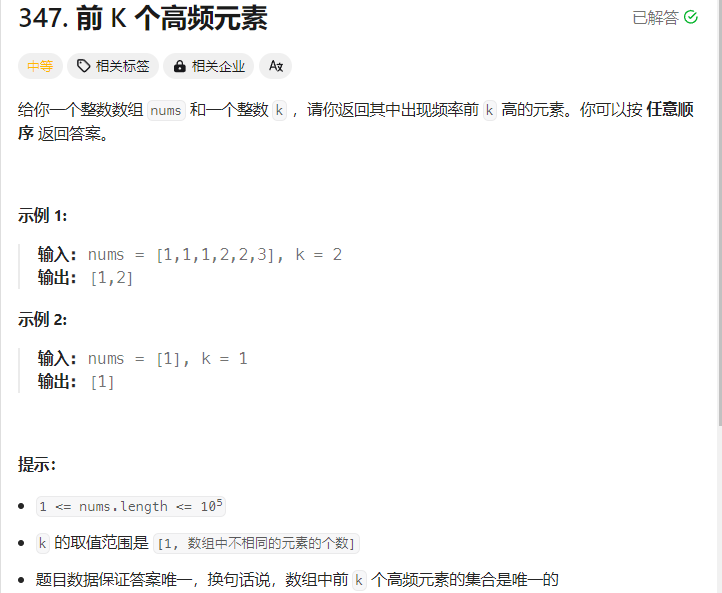 347. 前 K 个高频元素
已解答
中等 相关标签 相关企业 Aあ
给你一个整数数组 nums 和一个整数 k ，请你返回其中出现频率前 k 高的元素。你可以按 任意顺
序 返回答案。
示例 1:
输入: nums = [1,1,1,2,2,3], k = 2
输出: [1,2]
示例 2:
输入: nums = [1], k = 1
输出: [1]
提示：
1 <= nums.length <= 10⁵
k 的取值范围是 [1, 数组中不相同的元素的个数]
题目数据保证答案唯一，换句话说，数组中前 k 个高频元素的集合是唯一的